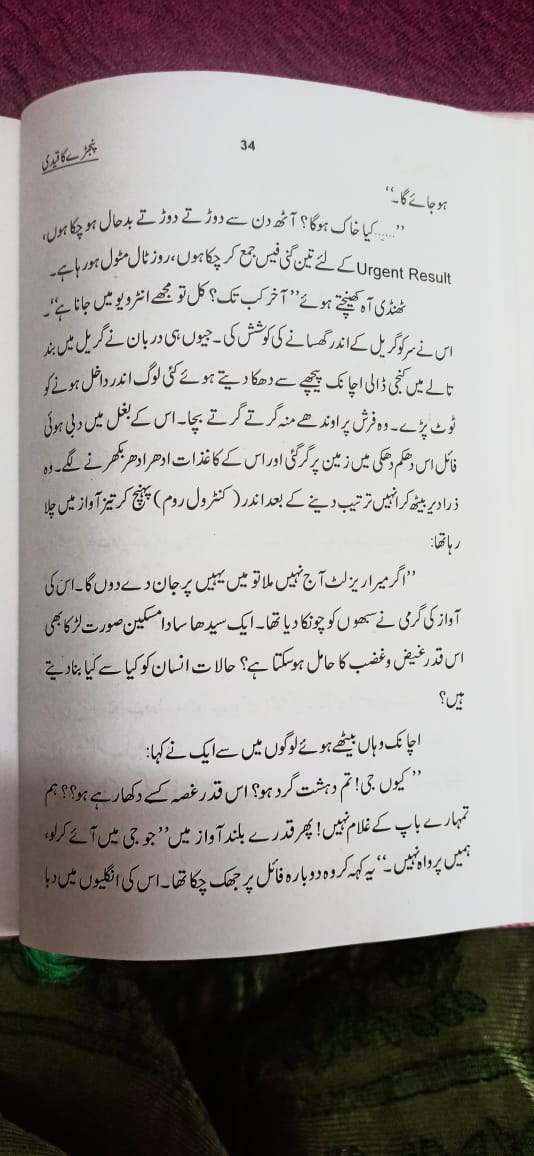 34
پنجڑے کا قیدی
ہو جائے گا۔‘‘
’’......کیا خاک ہوگا؟ آٹھ دن سے دوڑتے دوڑتے بدحال ہو چکا ہوں،
Urgent Result کے لئے تین گنی فیس جمع کر چکا ہوں، روز ٹال مٹول ہو رہا ہے۔
ٹھنڈی آہ کھینچتے ہوئے ’’آخر کب تک؟ کل تو مجھے انٹرویو میں جانا ہے‘‘۔
اس نے سر کو گریل کے اندر گھسانے کی کوشش کی۔ جیوں ہی دربان نے گریل میں بند
تالے میں کنجی ڈالی اچانک پیچھے سے دھکا دیتے ہوئے کئی لوگ اندر داخل ہونے کو
ٹوٹ پڑے۔ وہ فرش پر اوندھے منہ گرتے گرتے بچا۔ اس کے بغل میں دبی ہوئی
فائل اس دھکم دھکی میں زمین پر گر گئی اور اس کے کاغذات ادھر ادھر بکھرنے لگے۔ وہ
ذرا دیر بیٹھ کر انہیں ترتیب دینے کے بعد اندر (کنٹرول روم) پہنچ کر تیز آواز میں چلا
رہا تھا:
’’اگر میرا ریزلٹ آج نہیں ملا تو میں یہیں پر جان دے دوں گا۔ اس کی
آواز کی گرمی نے سبھوں کو چونکا دیا تھا۔ ایک سیدھا سادا مسکین صورت لڑکا بھی
اس قدر غیض و غضب کا حامل ہو سکتا ہے؟ حالات انسان کو کیا سے کیا بنا دیتے
ہیں؟
اچانک وہاں بیٹھے ہوئے لوگوں میں سے ایک نے کہا:
’’کیوں جی! تم دہشت گرد ہو؟ اس قدر غصہ کسے دکھا رہے ہو؟؟ ہم
تمہارے باپ کے غلام نہیں! پھر قدرے بلند آواز میں ’’جو جی میں آئے کر لو،
ہمیں پرواہ نہیں۔‘‘ یہ کہہ کر وہ دوبارہ فائل پر جھک چکا تھا۔ اس کی انگلیوں میں دبا